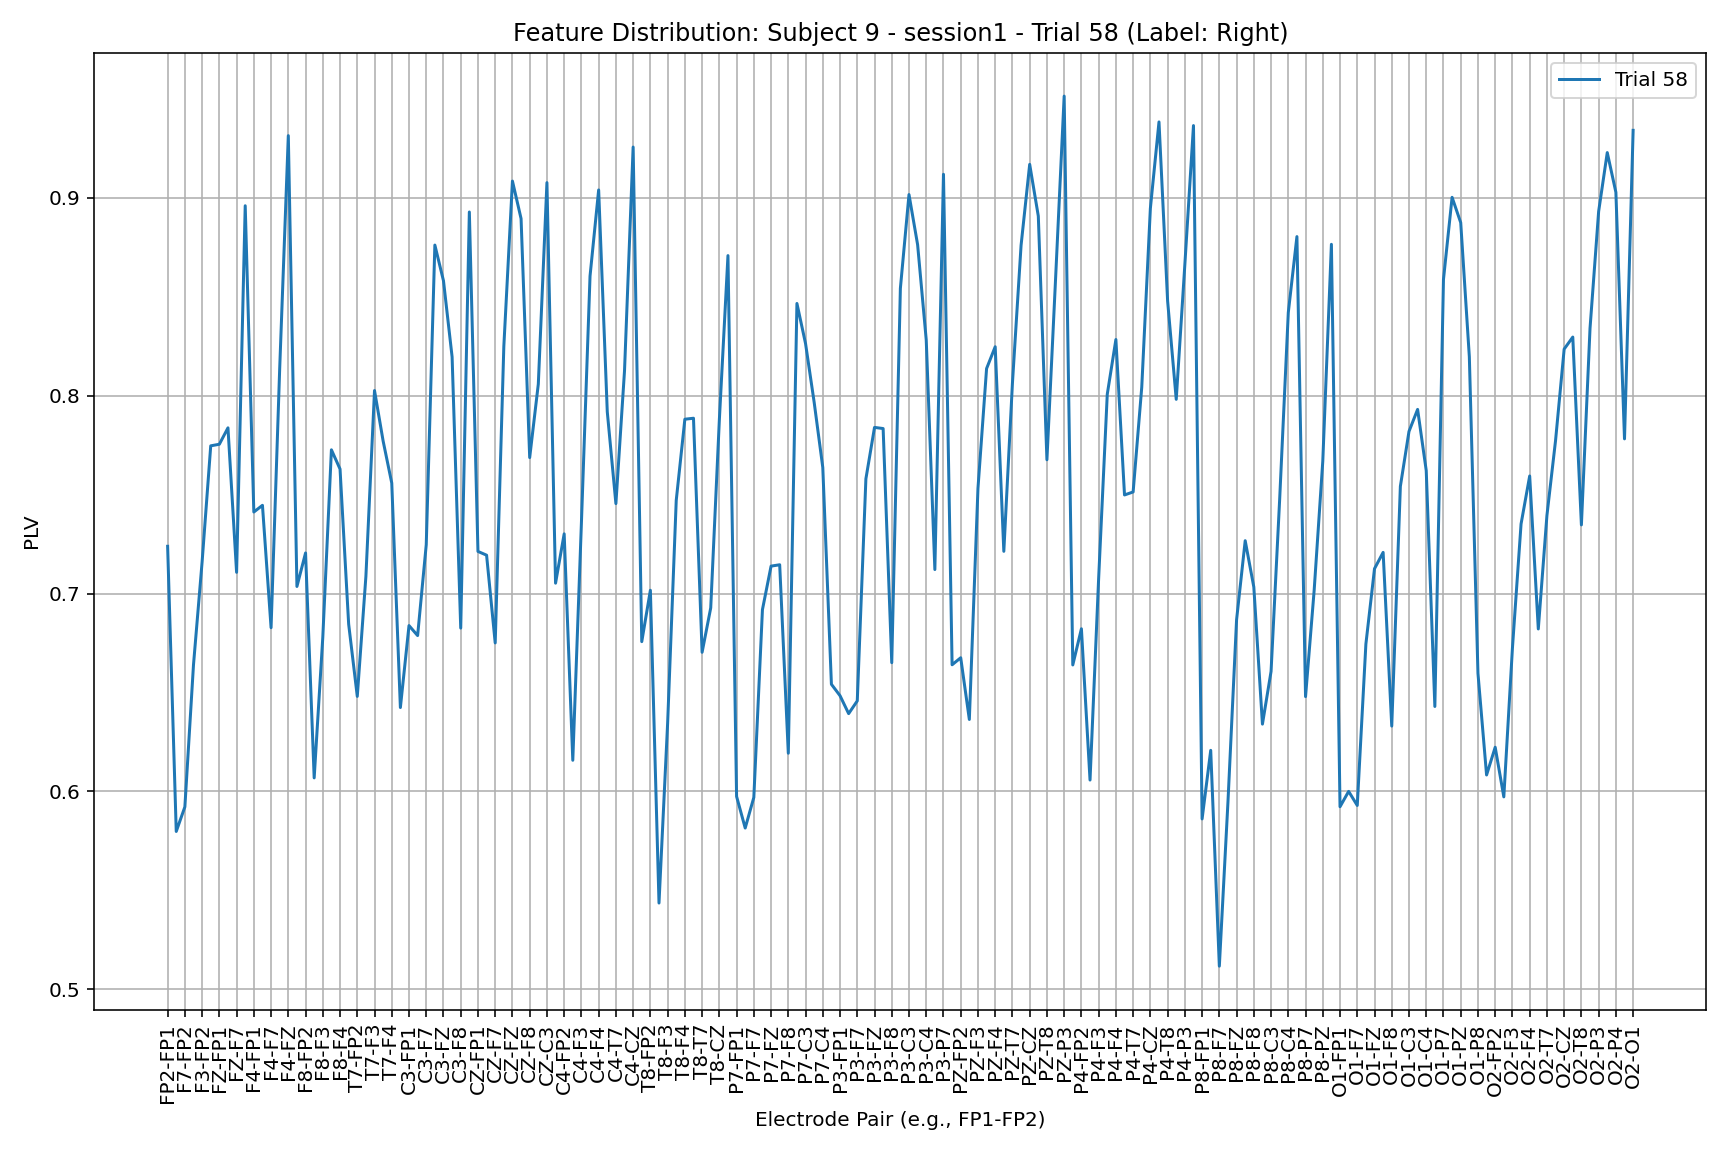 Feature Distribution: Subject 9 - session1 - Trial 58 (Label: Right)
Trial 58
PLV
0.9
0.8
0.7
0.6
0.5
FP2-FP1
F7-FP2
F3-FP2
FZ-FP1
FZ-F7
F4-FP1
F4-F7
F4-FZ
F8-FP2
F8-F3
F8-F4
T7-FP2
T7-F3
T7-F4
C3-FP1
C3-F7
C3-FZ
C3-F8
CZ-FP1
CZ-F7
CZ-FZ
CZ-F8
CZ-C3
C4-FP2
C4-F3
C4-F4
C4-T7
C4-CZ
T8-FP2
T8-F3
T8-F4
T8-T7
T8-CZ
P7-FP1
P7-F7
P7-FZ
P7-F8
P7-C3
P7-C4
P3-FP1
P3-F7
P3-FZ
P3-F8
P3-C3
P3-C4
P3-P7
PZ-FP2
PZ-F3
PZ-F4
PZ-T7
PZ-CZ
PZ-T8
PZ-P3
P4-FP2
P4-F3
P4-F4
P4-T7
P4-CZ
P4-T8
P4-P3
P8-FP1
P8-F7
P8-FZ
P8-F8
P8-C3
P8-C4
P8-P7
P8-PZ
O1-FP1
O1-F7
O1-FZ
O1-F8
O1-C3
O1-C4
O1-P7
O1-PZ
O1-P8
O2-FP2
O2-F3
O2-F4
O2-T7
O2-CZ
O2-T8
O2-P3
O2-P4
O2-O1
Electrode Pair (e.g., FP1-FP2)